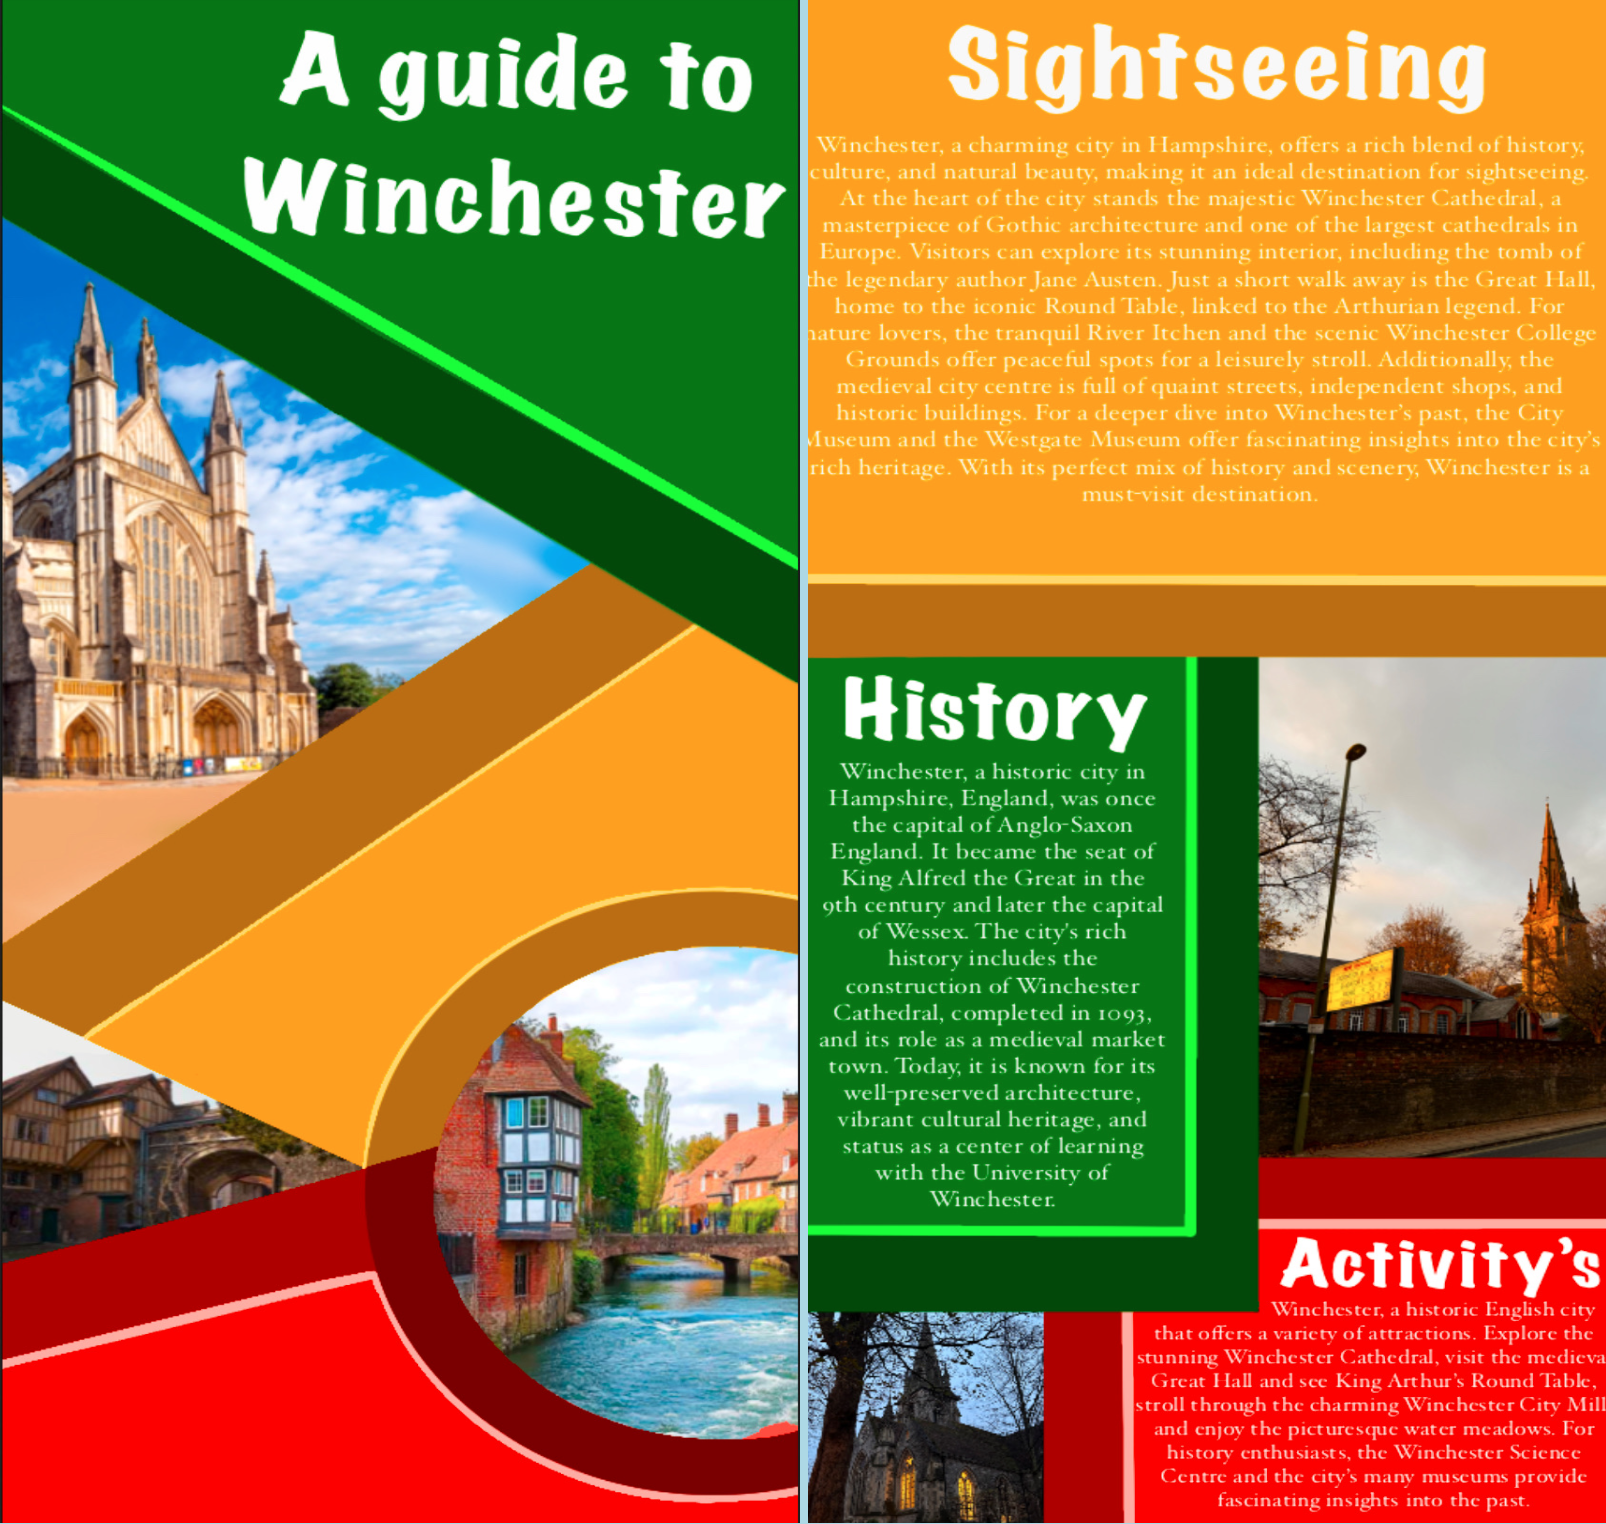 A guide to
Winchester
Sightseeing
Winchester, a charming city in Hampshire, offers a rich blend of history,
culture, and natural beauty, making it an ideal destination for sightseeing.
At the heart of the city stands the majestic Winchester Cathedral, a
masterpiece of Gothic architecture and one of the largest cathedrals in
Europe. Visitors can explore its stunning interior, including the tomb of
the legendary author Jane Austen. Just a short walk away is the Great Hall,
home to the iconic Round Table, linked to the Arthurian legend. For
nature lovers, the tranquil River Itchen and the scenic Winchester College
Grounds offer peaceful spots for a leisurely stroll. Additionally, the
medieval city centre is full of quaint streets, independent shops, and
historic buildings. For a deeper dive into Winchester's past, the City
Museum and the Westgate Museum offer fascinating insights into the city's
rich heritage. With its perfect mix of history and scenery, Winchester is a
must-visit destination.
History
Winchester, a historic city in
Hampshire, England, was once
the capital of Anglo-Saxon
England. It became the seat of
King Alfred the Great in the
9th century and later the capital
of Wessex. The city's rich
history includes the
construction of Winchester
Cathedral, completed in 1093,
and its role as a medieval market
town. Today, it is known for its
well-preserved architecture,
vibrant cultural heritage, and
status as a center of learning
with the University of
Winchester.
Activity's
Winchester, a historic English city
that offers a variety of attractions. Explore the
stunning Winchester Cathedral, visit the medieva
Great Hall and see King Arthur's Round Table,
stroll through the charming Winchester City Mill
and enjoy the picturesque water meadows. For
history enthusiasts, the Winchester Science
Centre and the city's many museums provide
fascinating insights into the past.